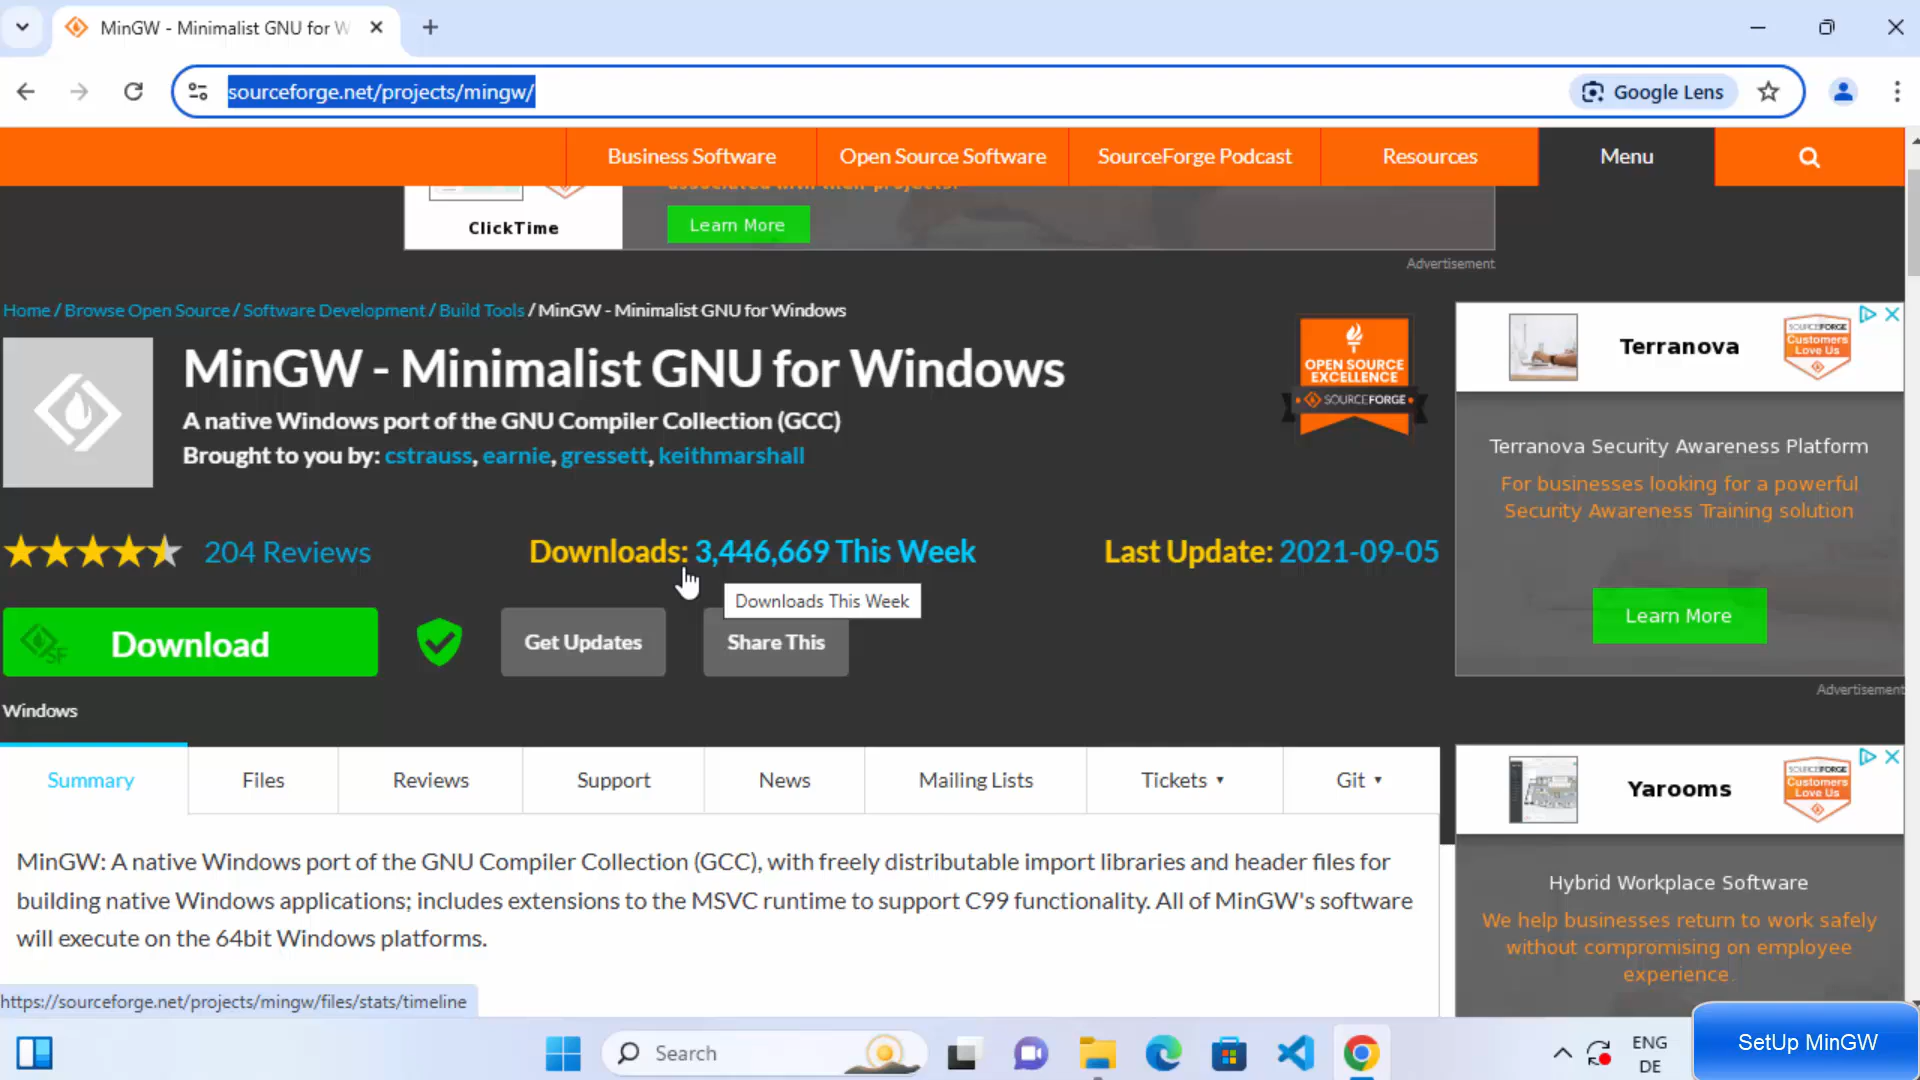 MinGW - Minimalist GNU for W
sourceforge.net/projects/mingw/
Google Lens
Business Software
Open Source Software
SourceForge Podcast
Resources
Menu
ClickTime
associated with their projects.
Learn More
Advertisement
Home / Browse Open Source / Software Development / Build Tools / MinGW - Minimalist GNU for Windows
MinGW - Minimalist GNU for Windows
A native Windows port of the GNU Compiler Collection (GCC)
Brought to you by: cstrauss, earnie, gressett, keithmarshall
OPEN SOURCE
EXCELLENCE
SOURCEFORGE
204 Reviews
Downloads: 3,446,669 This Week
Last Update: 2021-09-05
Downloads This Week
SF
Download
Get Updates
Share This
Windows
Terranova
SOURCEFORGE
Customers
Love Us
Terranova Security Awareness Platform
For businesses looking for a powerful
Security Awareness Training solution
Learn More
Advertisement
Summary
Files
Reviews
Support
News
Mailing Lists
Tickets
Git
MinGW: A native Windows port of the GNU Compiler Collection (GCC), with freely distributable import libraries and header files for
building native Windows applications; includes extensions to the MSVC runtime to support C99 functionality. All of MinGW's software
will execute on the 64bit Windows platforms.
Yarooms
SOURCEFORGE
Customers
Love Us
Hybrid Workplace Software
We help businesses return to work safely
without compromising on employee
experience.
https://sourceforge.net/projects/mingw/files/stats/timeline
Search
ENG
DE
SetUp MinGW